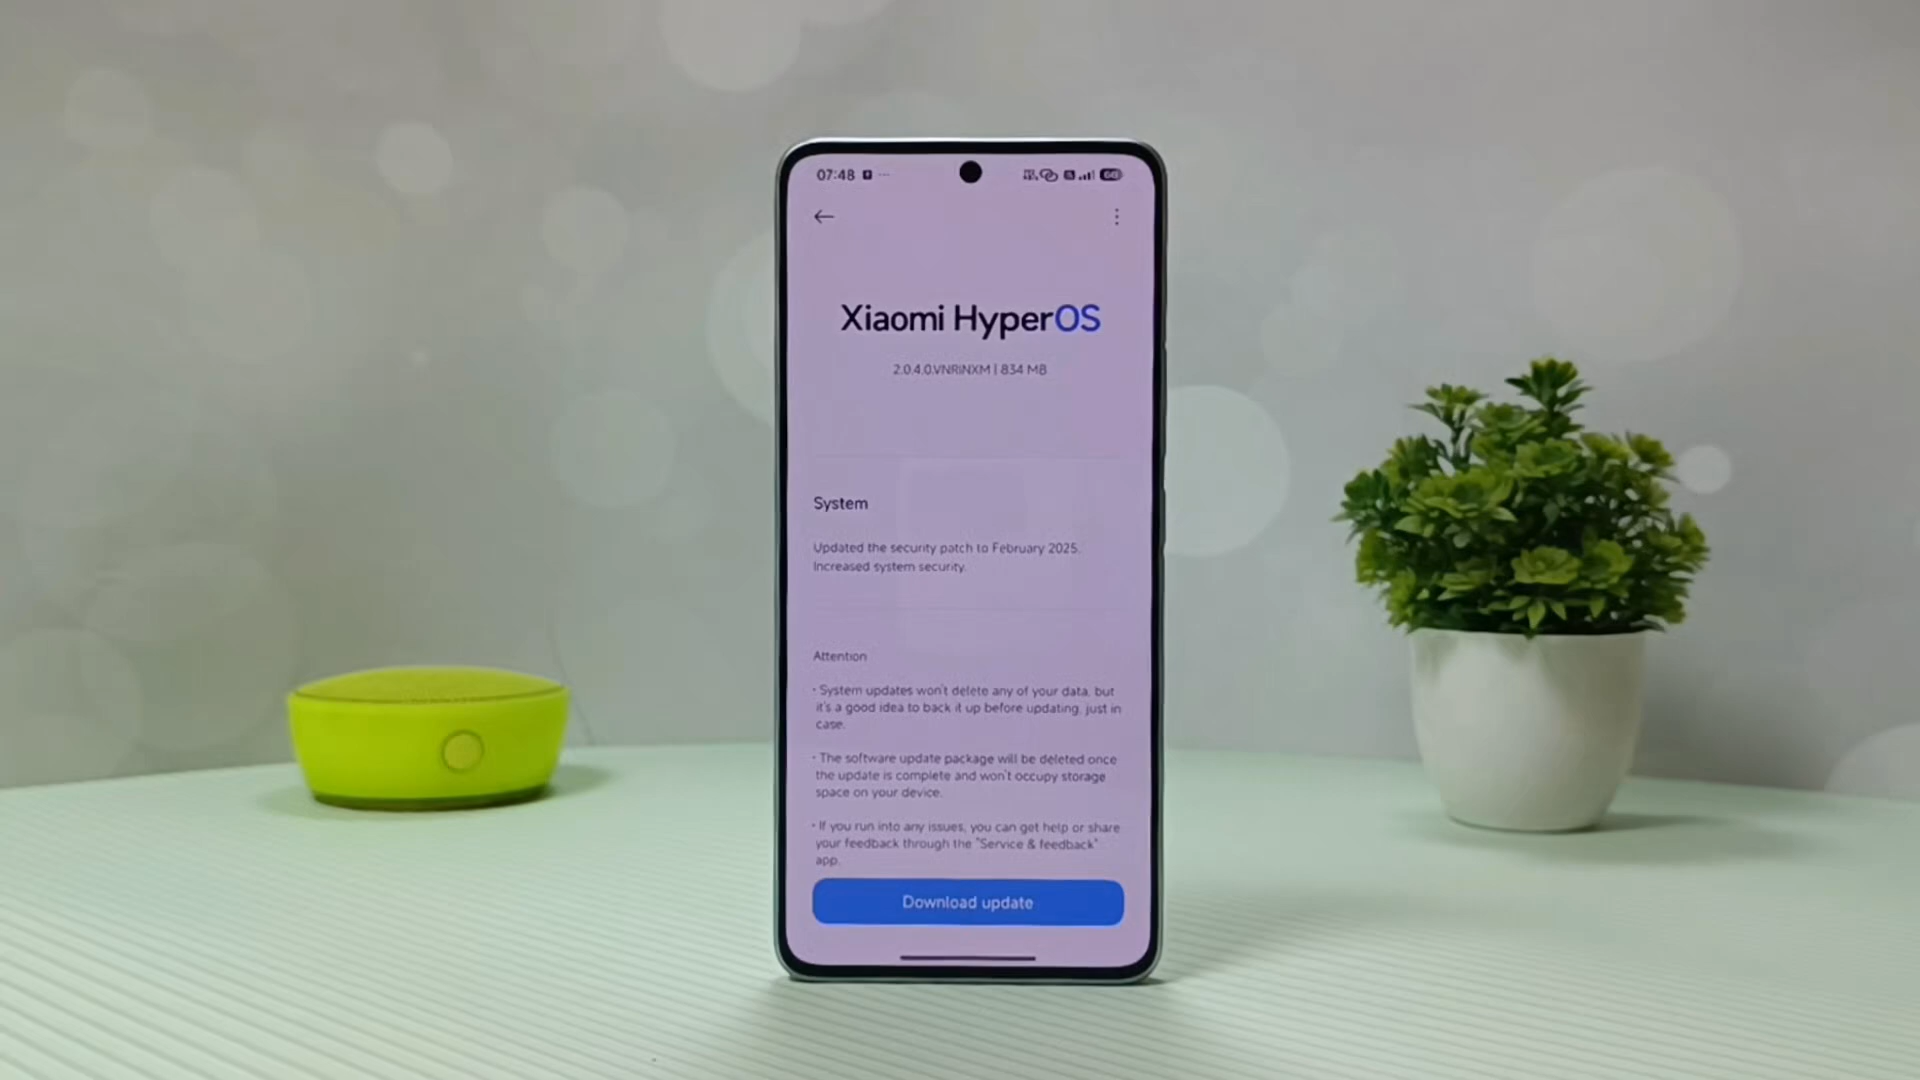 07:48
Xiaomi HyperOS
2.0.4.0.VNRINXM | 834 MB
System
Updated the security patch to February 2025.
Increased system security.
Attention
• System updates won't delete any of your data, but
it's a good idea to back it up before updating, just in
case.
• The software update package will be deleted once
the update is complete and won't occupy storage
space on your device.
• If you run into any issues, you can get help or share
your feedback through the "Service & feedback"
app.
Download update